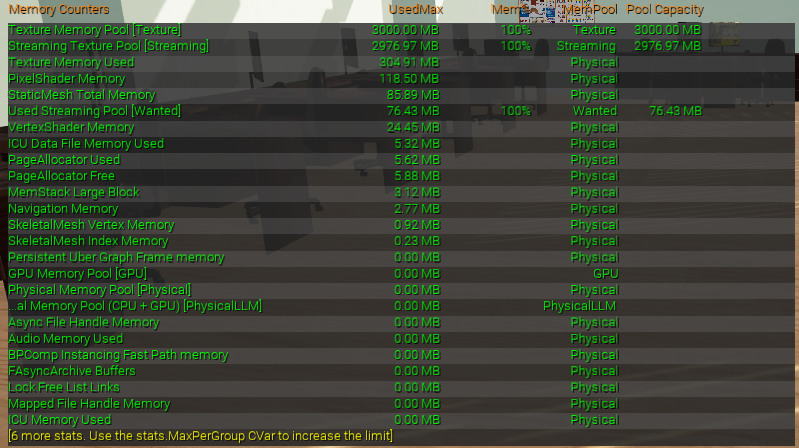 Memory Counters UsedMax Mem% MemPool Pool Capacity
Texture Memory Pool [Texture] 3000.00 MB 100% Texture 3000.00 MB
Streaming Texture Pool [Streaming] 2976.97 MB 100% Streaming 2976.97 MB
Texture Memory Used 304.91 MB Physical
PixelShader Memory 118.50 MB Physical
StaticMesh Total Memory 85.89 MB Physical
Used Streaming Pool [Wanted] 76.43 MB 100% Wanted 76.43 MB
VertexShader Memory 24.45 MB Physical
ICU Data File Memory Used 5.32 MB Physical
PageAllocator Used 5.62 MB Physical
PageAllocator Free 5.88 MB Physical
MemStack Large Block 3.12 MB Physical
Navigation Memory 2.77 MB Physical
SkeletalMesh Vertex Memory 0.92 MB Physical
SkeletalMesh Index Memory 0.23 MB Physical
Persistent Uber Graph Frame memory 0.00 MB Physical
GPU Memory Pool [GPU] 0.00 MB GPU
Physical Memory Pool [Physical] 0.00 MB Physical
...al Memory Pool (CPU + GPU) [PhysicalLLM] 0.00 MB PhysicalLLM
Async File Handle Memory 0.00 MB Physical
Audio Memory Used 0.00 MB Physical
BPComp Instancing Fast Path memory 0.00 MB Physical
FAsyncArchive Buffers 0.00 MB Physical
Lock Free List Links 0.00 MB Physical
Mapped File Handle Memory 0.00 MB Physical
ICU Memory Used 0.00 MB Physical
[6 more stats. Use the stats.MaxPerGroup CVar to increase the limit]